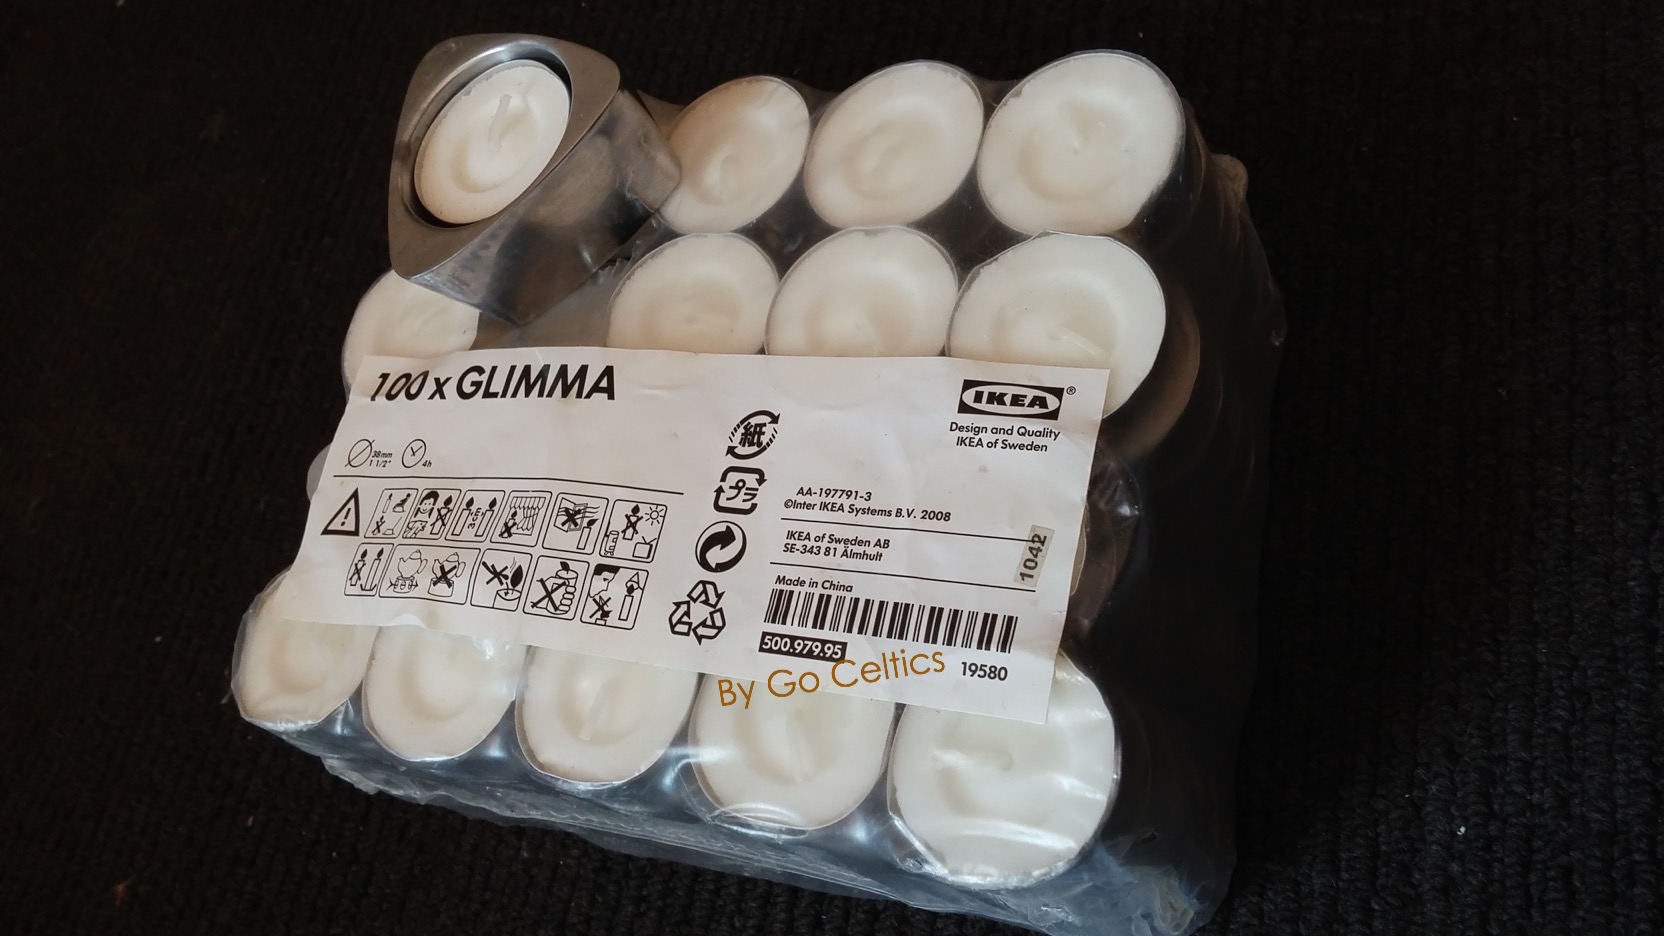 100 x GLIMMA
IKEA®
Design and Quality
IKEA of Sweden
38mm
1 1/2"
4h
紙
プラ
3cm
AA-197791-3
©Inter IKEA Systems B.V. 2008
IKEA of Sweden AB
SE-343 81 Älmhult
1042
Made in China
500.979.95
19580
By Go Celtics